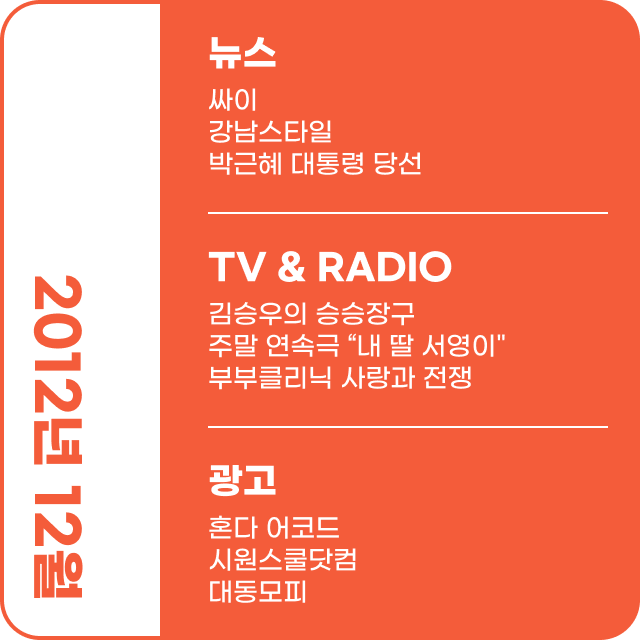 2012년 12월
뉴스
싸이
강남스타일
박근혜 대통령 당선
TV & RADIO
김승우의 승승장구
주말 연속극 “내 딸 서영이"
부부클리닉 사랑과 전쟁
광고
혼다 어코드
시원스쿨닷컴
대동모피